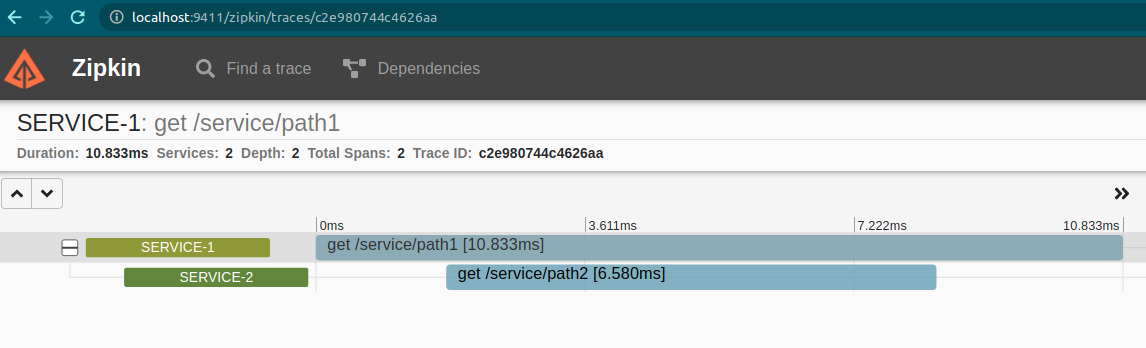 localhost:9411/zipkin/traces/c2e980744c4626aa
Zipkin Find a trace Dependencies
SERVICE-1: get /service/path1
Duration: 10.833ms Services: 2 Depth: 2 Total Spans: 2 Trace ID: c2e980744c4626aa
0ms 3.611ms 7.222ms 10.833ms
SERVICE-1 get /service/path1 [10.833ms]
SERVICE-2 get /service/path2 [6.580ms]